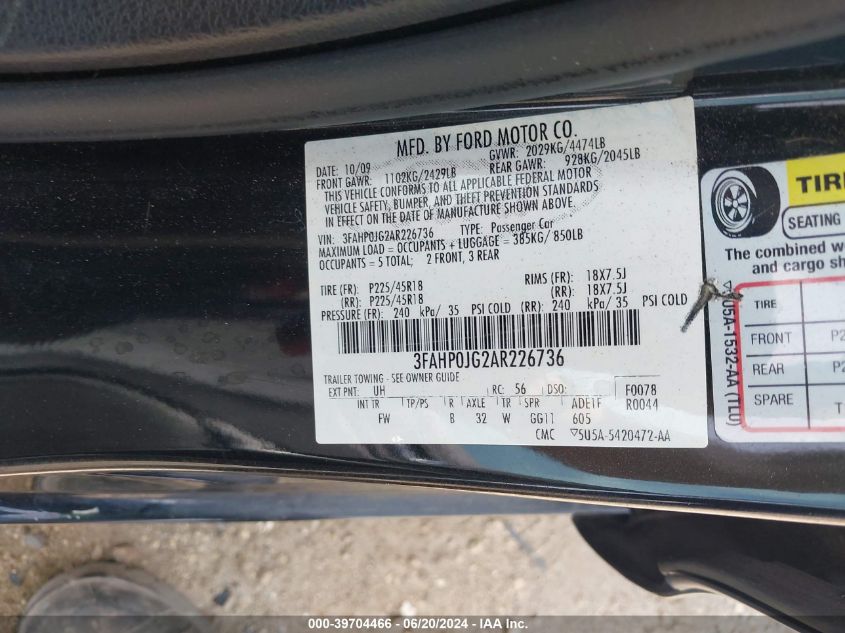 MFD. BY FORD MOTOR CO.
DATE: 10/09 GVWR: 2029KG/4474LB
FRONT GAWR: 1102KG/2429LB REAR GAWR: 928KG/2045LB
THIS VEHICLE CONFORMS TO ALL APPLICABLE FEDERAL MOTOR
VEHICLE SAFETY, BUMPER, AND THEFT PREVENTION STANDARDS
IN EFFECT ON THE DATE OF MANUFACTURE SHOWN ABOVE.
VIN: 3FAHP0JG2AR226736 TYPE: Passenger Car
MAXIMUM LOAD = OCCUPANTS + LUGGAGE = 385KG/ 850LB
OCCUPANTS = 5 TOTAL; 2 FRONT, 3 REAR
TIRE (FR): P225/45R18 RIMS (FR): 18X7.5J
(RR): P225/45R18 (RR): 18X7.5J
PRESSURE (FR): 240 kPa/ 35 PSI COLD (RR): 240 kPa/ 35 PSI COLD
3FAHP0JG2AR226736
TRAILER TOWING - SEE OWNER GUIDE
EXT PNT: UH RC: 56 DSO: F0078
INT TR TP/PS R AXLE TR SPR ADE1F R0044
FW B 32 W GG11 605
CMC ▽5U5A-5420472-AA
TIR
SEATING
The combined w
and cargo sh
TIRE
FRONT P2
REAR P2
SPARE T
▽5U5A-1532-AA (TL0)
000-39704466 - 06/20/2024 - IAA Inc.